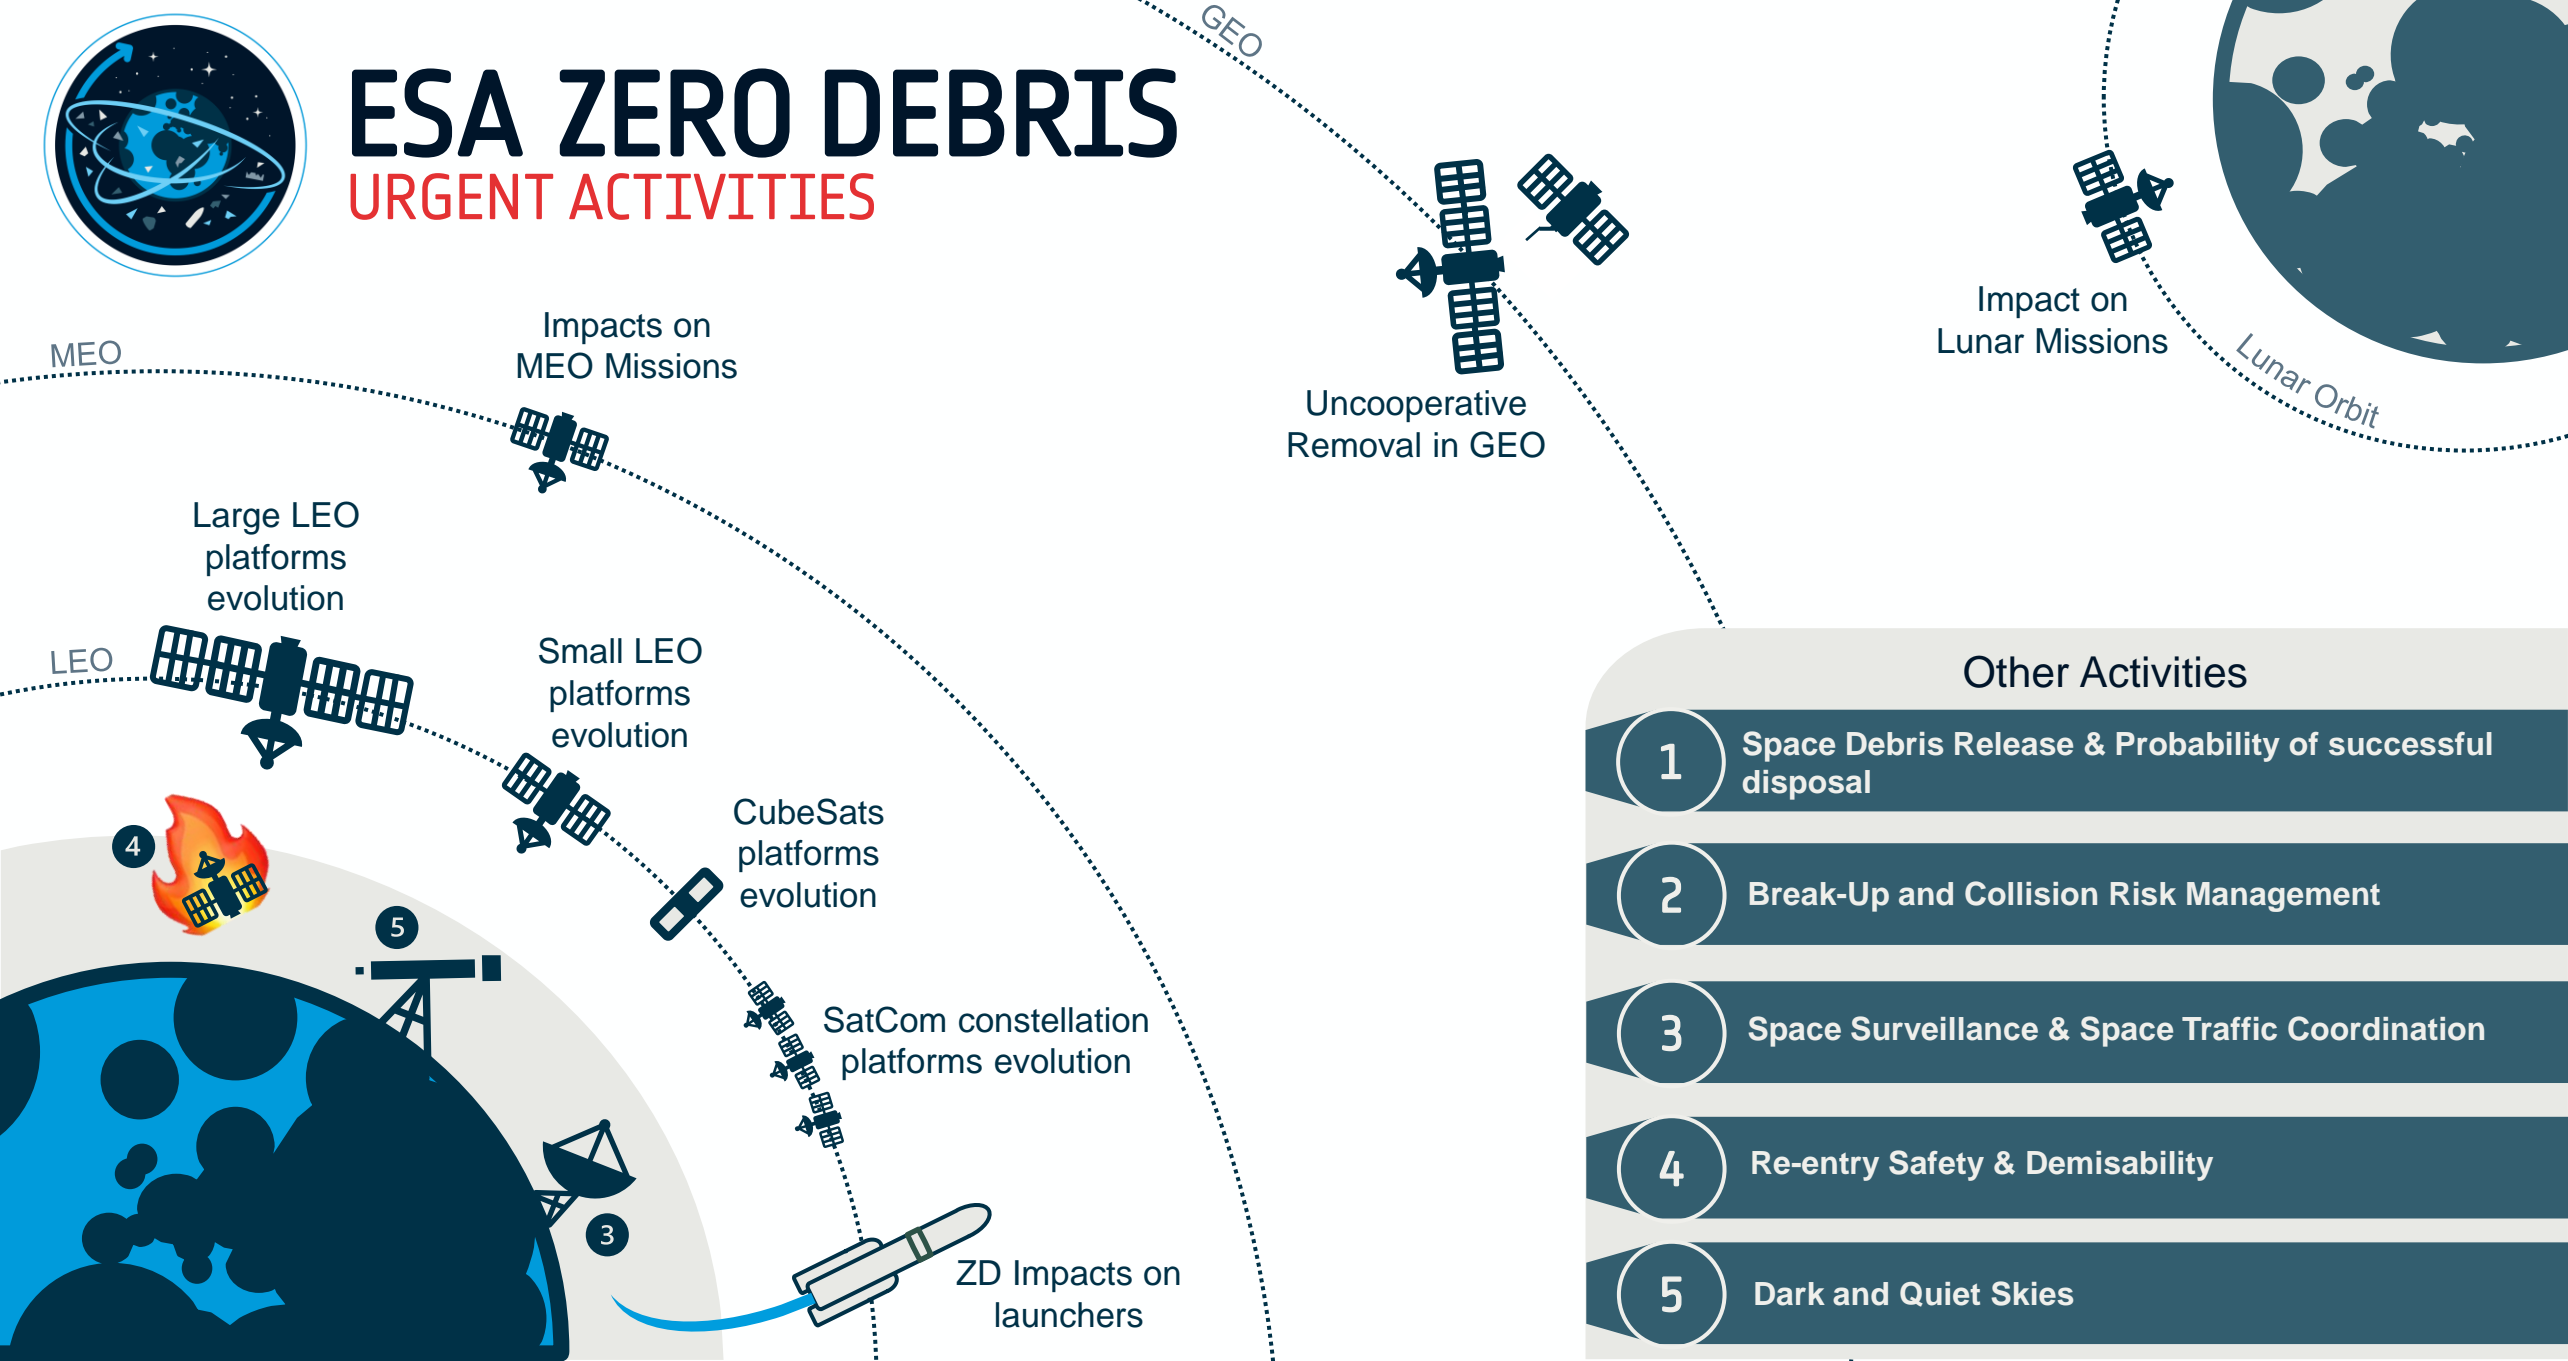 ESA ZERO DEBRIS
URGENT ACTIVITIES
GEO
MEO
Impacts on
MEO Missions
Uncooperative
Removal in GEO
Impact on
Lunar Missions
Lunar Orbit
Large LEO
platforms
evolution
LEO
Small LEO
platforms
evolution
CubeSats
platforms
evolution
4
5
SatCom constellation
platforms evolution
3
ZD Impacts on
launchers
Other Activities
1
Space Debris Release & Probability of successful
disposal
2
Break-Up and Collision Risk Management
3
Space Surveillance & Space Traffic Coordination
4
Re-entry Safety & Demisability
5
Dark and Quiet Skies